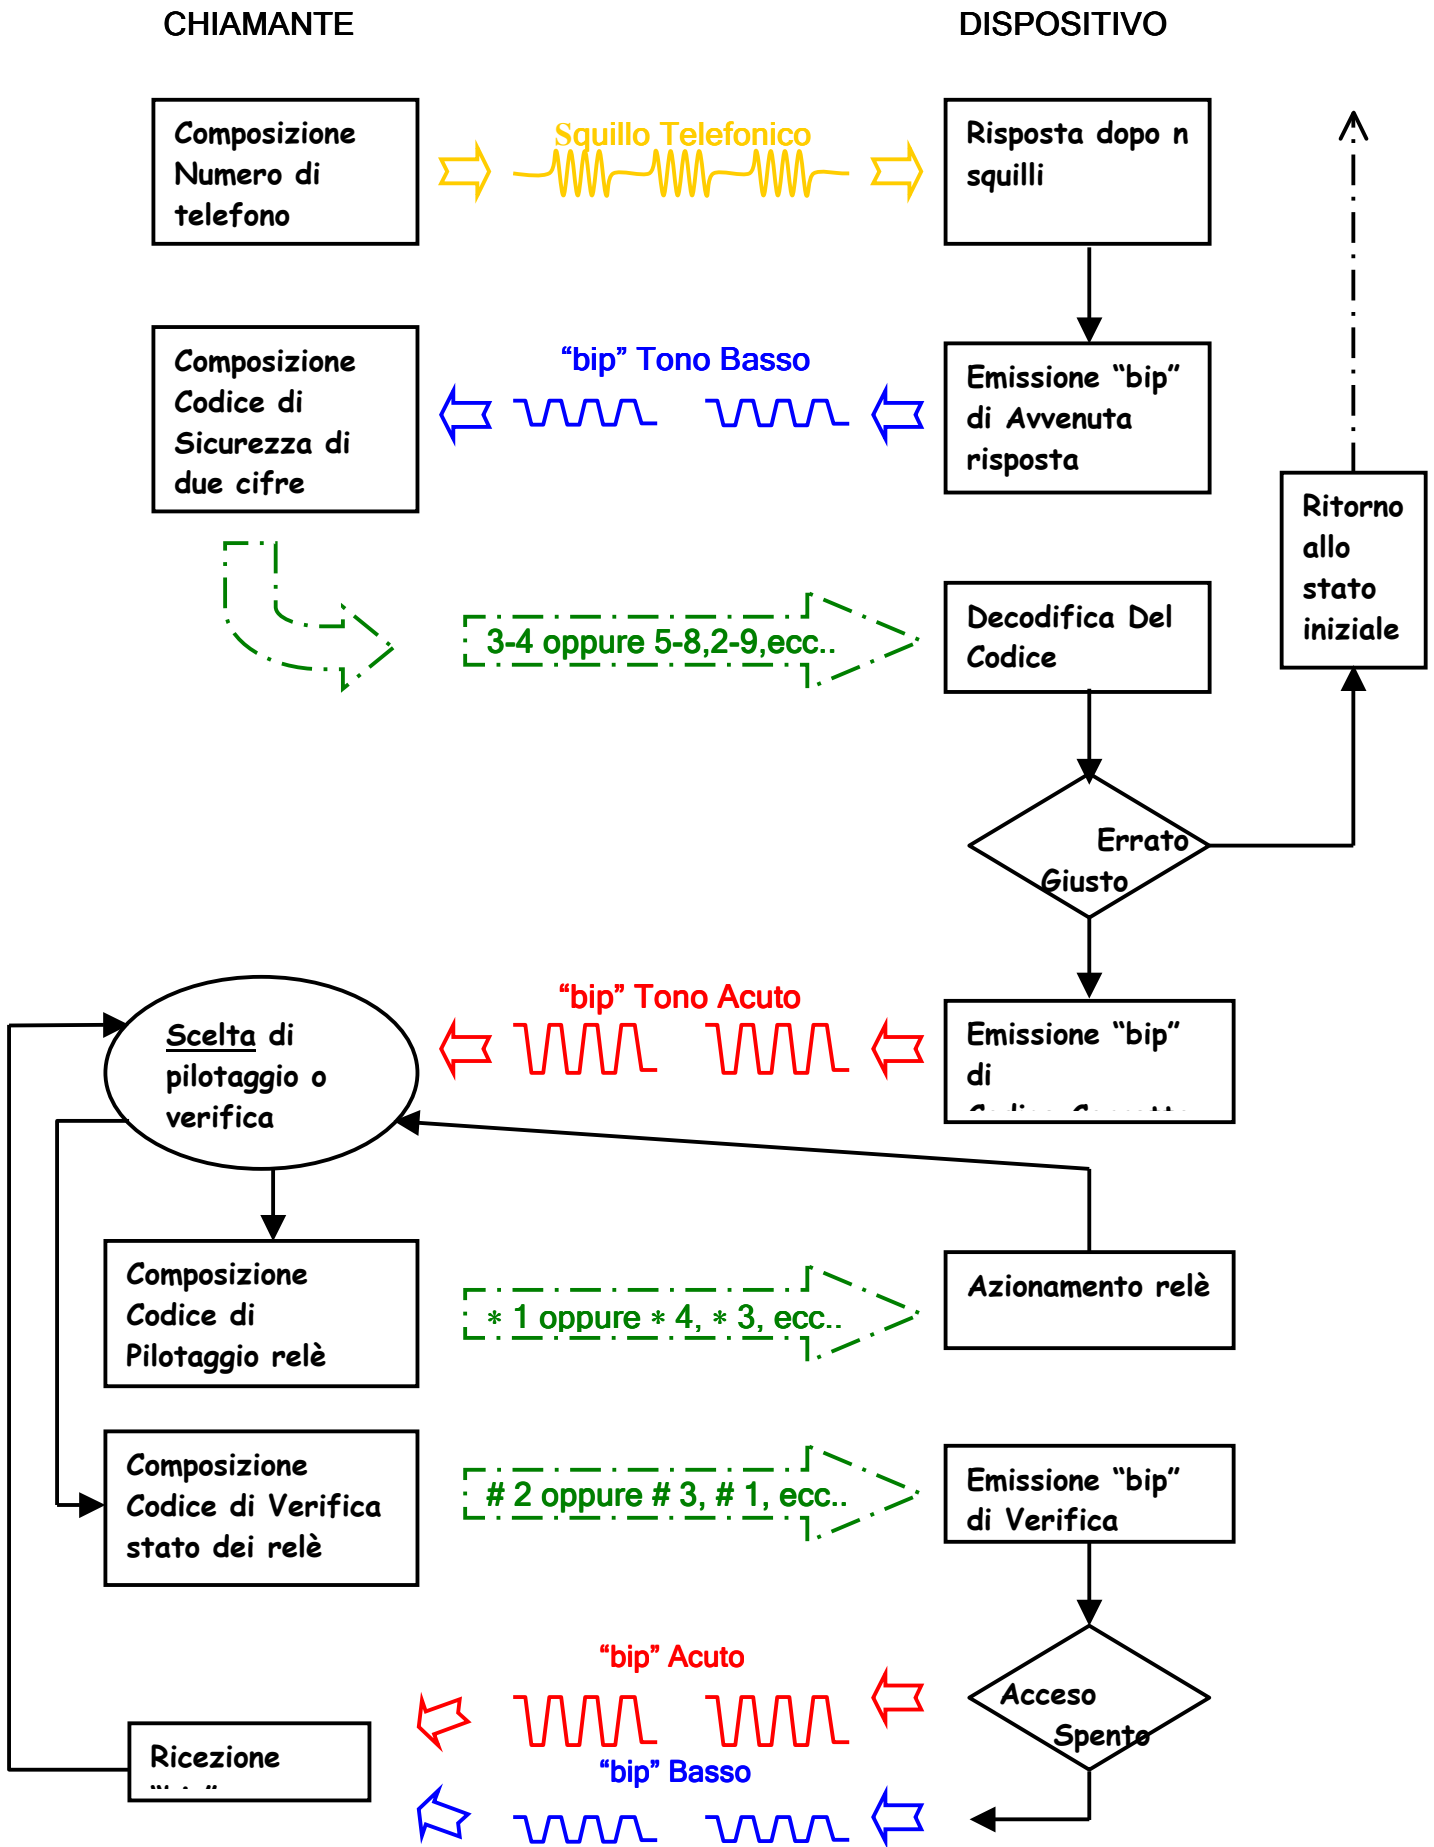 CHIAMANTE
DISPOSITIVO
Composizione
Numero di
telefono
Squillo Telefonico
Risposta dopo n
squilli
Composizione
Codice di
Sicurezza di
due cifre
“bip” Tono Basso
Emissione “bip”
di Avvenuta
risposta
Ritorno
allo
stato
iniziale
3-4 oppure 5-8,2-9,ecc..
Decodifica Del
Codice
Errato
Giusto
Scelta di
pilotaggio o
verifica
“bip” Tono Acuto
Emissione “bip”
di
Composizione
Codice di
Pilotaggio relè
∗ 1 oppure ∗ 4, ∗ 3, ecc..
Azionamento relè
Composizione
Codice di Verifica
stato dei relè
# 2 oppure # 3, # 1, ecc..
Emissione “bip”
di Verifica
“bip” Acuto
Acceso
Spento
Ricezione
“bip” Basso